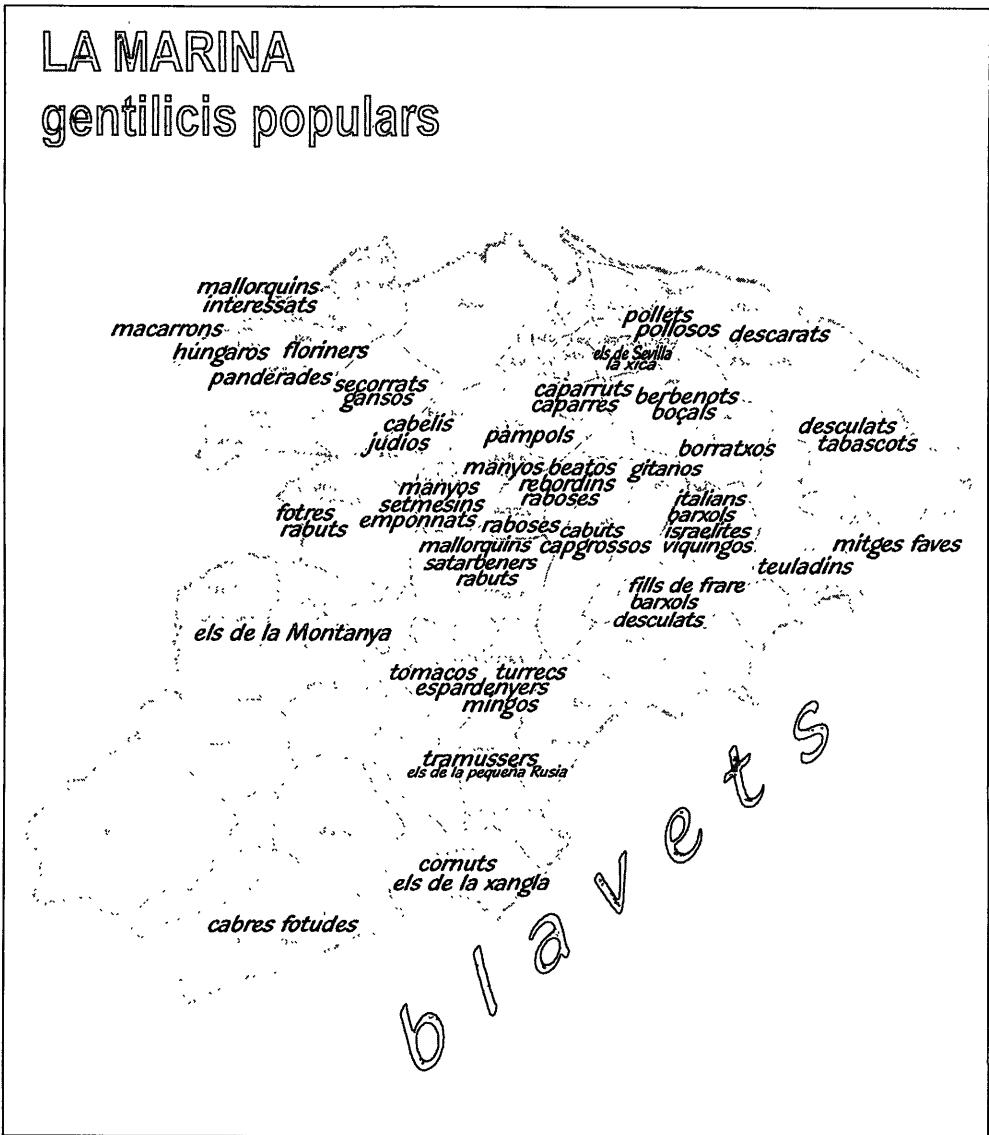 LA MARINA
gentilicis populars
mallorquins
interessats
macarrons
húngaros floriners
panderades
secorrats
gansos
cabelis
judios
pollets
pollosos
descarats
els de Sevilla
la xica
caparruts
caparres
berbenots
boçals
pàmpols
borratxos
desculats
tabascots
manyos beatos gitanos
rebordins
raboses
manyos
setmesins
emponnats
fotres
rabuts
raboses
cabuts
mallorquins capgrossos
satarbeners
rabuts
italians
barxols
israelites
viquingos
mitges faves
teuladins
fills de frare
barxols
desculats
els de la Montanya
tomacos turrecs
espardenyers
mingos
tramussers
els de la pequeña Rusia
cornuts
els de la xangla
cabres fotudes
blavets